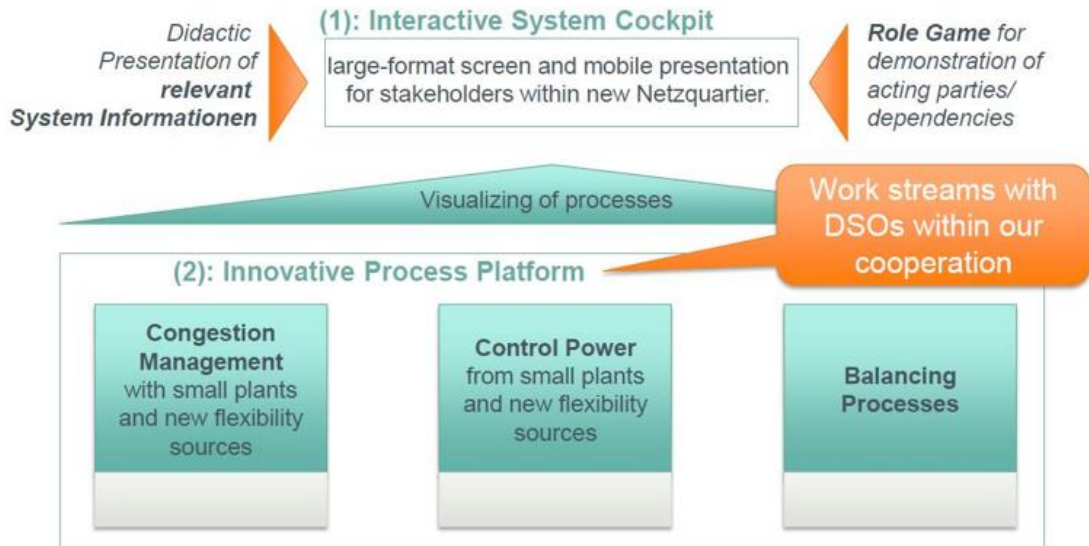 (1): Interactive System Cockpit
Didactic
Presentation of
relevant
System Informationen
large-format screen and mobile presentation
for stakeholders within new Netzquartier.
Role Game for
demonstration of
acting parties/
dependencies
Visualizing of processes
Work streams with
DSOs within our
cooperation
(2): Innovative Process Platform
Congestion
Management
with small plants
and new flexibility
sources
Control Power
from small plants
and new flexibility
sources
Balancing
Processes